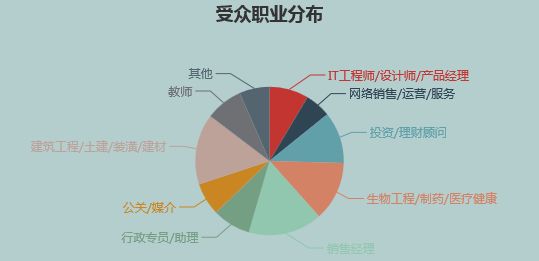 受众职业分布
其他
IT工程师/设计师/产品经理
教师
网络销售/运营/服务
投资/理财顾问
建筑工程/土建/装潢/建材
生物工程/制药/医疗健康
公关/媒介
行政专员/助理
销售经理